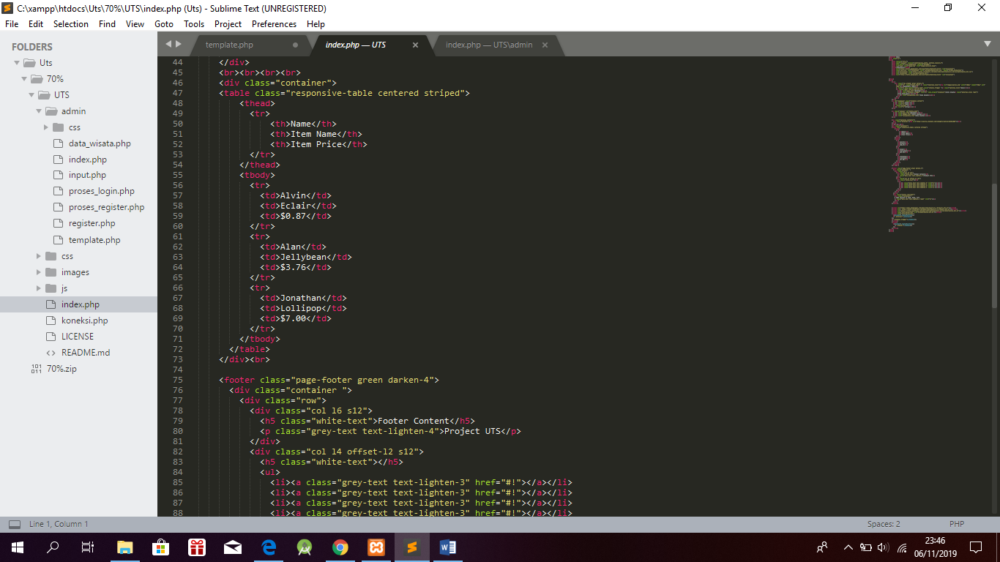 C:\xampp\htdocs\Uts\70%\UTS\index.php (Uts) - Sublime Text (UNREGISTERED)
File Edit Selection Find View Goto Tools Project Preferences Help
FOLDERS
Uts
70%
UTS
admin
css
data_wisata.php
index.php
input.php
proses_login.php
proses_register.php
register.php
template.php
css
images
js
index.php
koneksi.php
LICENSE
README.md
70%.zip
template.php
index.php — UTS
index.php — UTS\admin
44 </div>
45 <br><br><br><br>
46 <div class="container">
47 <table class="responsive-table centered striped">
48 <thead>
49 <tr>
50 <th>Name</th>
51 <th>Item Name</th>
52 <th>Item Price</th>
53 </tr>
54 </thead>
55 <tbody>
56 <tr>
57 <td>Alvin</td>
58 <td>Eclair</td>
59 <td>$0.87</td>
60 </tr>
61 <tr>
62 <td>Alan</td>
63 <td>Jellybean</td>
64 <td>$3.76</td>
65 </tr>
66 <tr>
67 <td>Jonathan</td>
68 <td>Lollipop</td>
69 <td>$7.00</td>
70 </tr>
71 </tbody>
72 </table>
73 </div><br>
74
75 <footer class="page-footer green darken-4">
76 <div class="container ">
77 <div class="row">
78 <div class="col l6 s12">
79 <h5 class="white-text">Footer Content</h5>
80 <p class="grey-text text-lighten-4">Project UTS</p>
81 </div>
82 <div class="col l4 offset-l2 s12">
83 <h5 class="white-text"></h5>
84 <ul>
85 <li><a class="grey-text text-lighten-3" href="#!"></a></li>
86 <li><a class="grey-text text-lighten-3" href="#!"></a></li>
87 <li><a class="grey-text text-lighten-3" href="#!"></a></li>
88 <li><a class="grey-text text-lighten-3" href="#!"></a></li>
Line 1, Column 1
Spaces: 2
PHP
23:46
06/11/2019